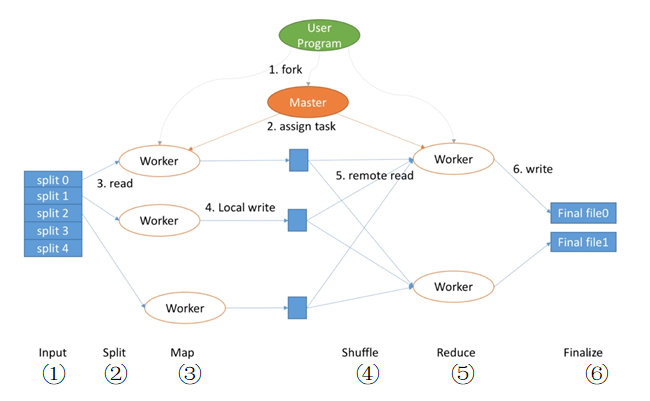 User
Program
1. fork
Master
2. assign task
Worker
Worker
split 0
3. read
5. remote read
6. write
split 1
split 2
4. Local write
Worker
Final file0
split 3
split 4
Final file1
Worker
Worker
Input Split Map Shuffle Reduce Finalize
① ② ③ ④ ⑤ ⑥